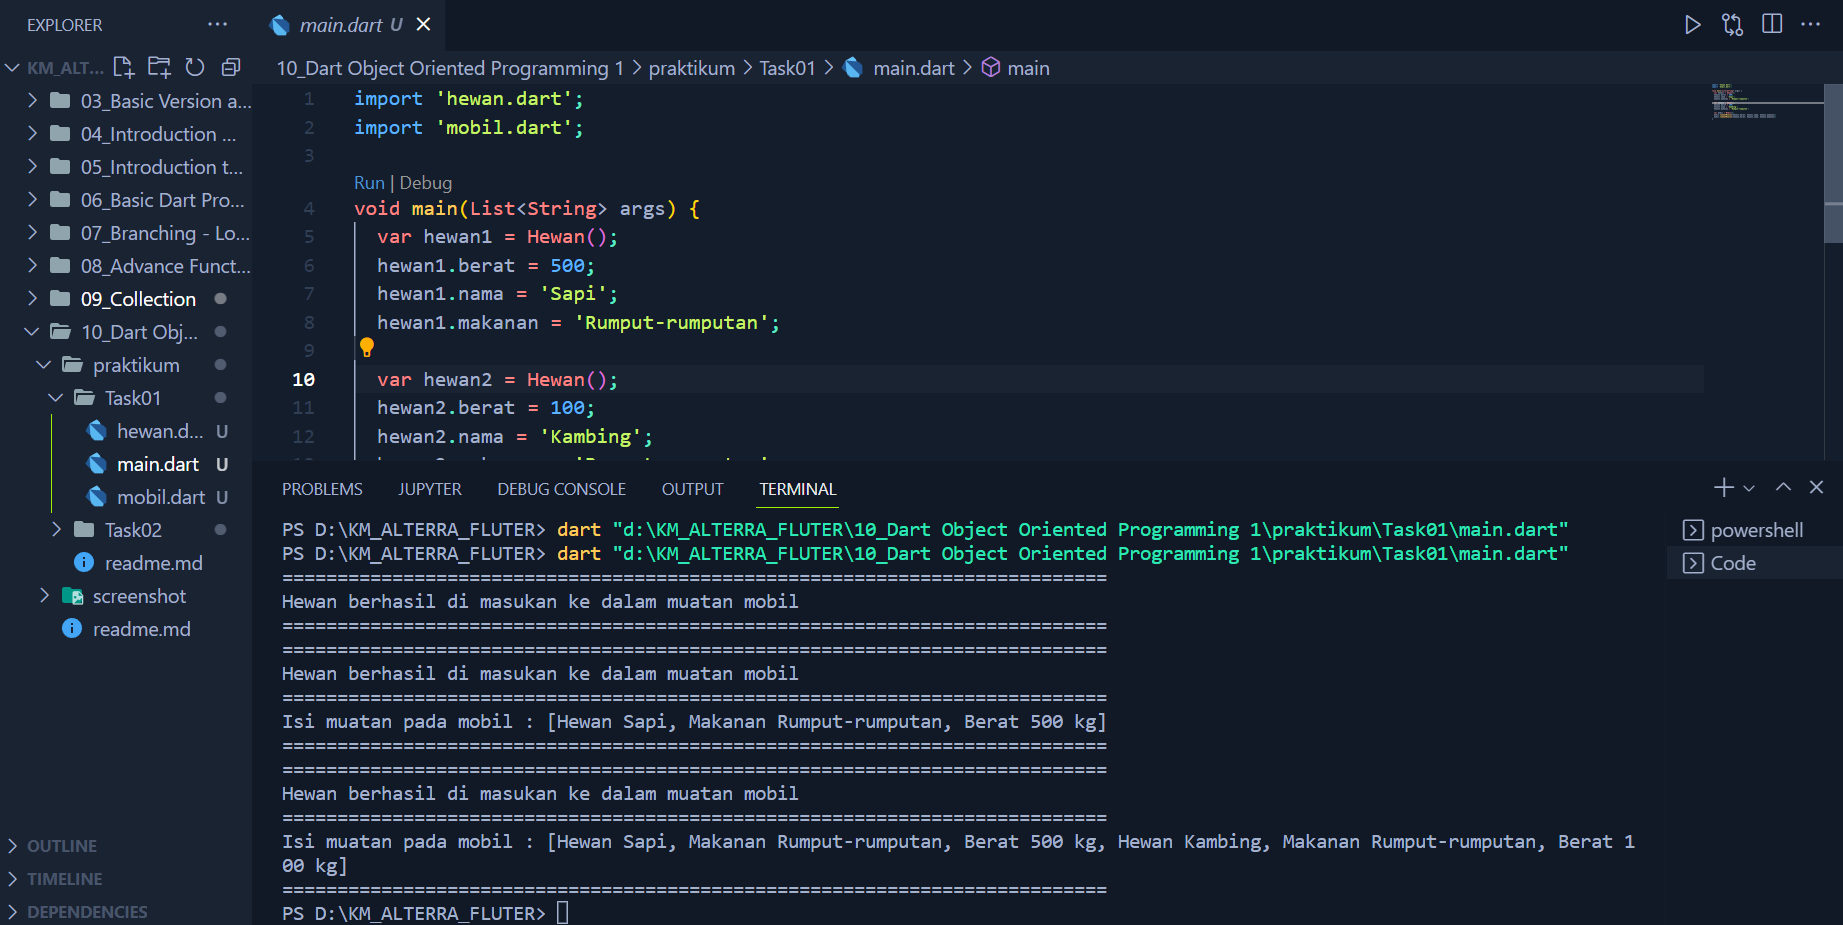 EXPLORER
KM_ALT...
03_Basic Version a...
04_Introduction ...
05_Introduction t...
06_Basic Dart Pro...
07_Branching - Lo...
08_Advance Funct...
09_Collection
10_Dart Obj...
praktikum
Task01
hewan.d... U
main.dart U
mobil.dart U
Task02
readme.md
screenshot
readme.md
OUTLINE
TIMELINE
DEPENDENCIES
main.dart U
10_Dart Object Oriented Programming 1 > praktikum > Task01 > main.dart > main
1 import 'hewan.dart';
2 import 'mobil.dart';
3
Run | Debug
4 void main(List<String> args) {
5 var hewan1 = Hewan();
6 hewan1.berat = 500;
7 hewan1.nama = 'Sapi';
8 hewan1.makanan = 'Rumput-rumputan';
9
10 var hewan2 = Hewan();
11 hewan2.berat = 100;
12 hewan2.nama = 'Kambing';
PROBLEMS JUPYTER DEBUG CONSOLE OUTPUT TERMINAL
PS D:\KM_ALTERRA_FLUTER> dart "d:\KM_ALTERRA_FLUTER\10_Dart Object Oriented Programming 1\praktikum\Task01\main.dart"
PS D:\KM_ALTERRA_FLUTER> dart "d:\KM_ALTERRA_FLUTER\10_Dart Object Oriented Programming 1\praktikum\Task01\main.dart"
===========================================================================
Hewan berhasil di masukan ke dalam muatan mobil
===========================================================================
===========================================================================
Hewan berhasil di masukan ke dalam muatan mobil
===========================================================================
Isi muatan pada mobil : [Hewan Sapi, Makanan Rumput-rumputan, Berat 500 kg]
===========================================================================
===========================================================================
Hewan berhasil di masukan ke dalam muatan mobil
===========================================================================
Isi muatan pada mobil : [Hewan Sapi, Makanan Rumput-rumputan, Berat 500 kg, Hewan Kambing, Makanan Rumput-rumputan, Berat 1
00 kg]
===========================================================================
PS D:\KM_ALTERRA_FLUTER>
powershell
Code